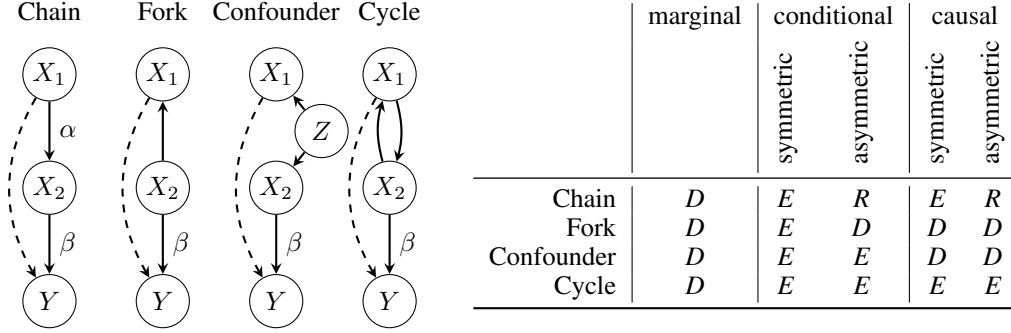 Chain Fork Confounder Cycle
X₁ X₁ X₁ X₁
Z
α
X₂ X₂ X₂ X₂
β β β β
Y Y Y Y
marginal conditional causal
symmetric asymmetric symmetric asymmetric
Chain D E R E R
Fork D E D D D
Confounder D E E D D
Cycle D E E E E